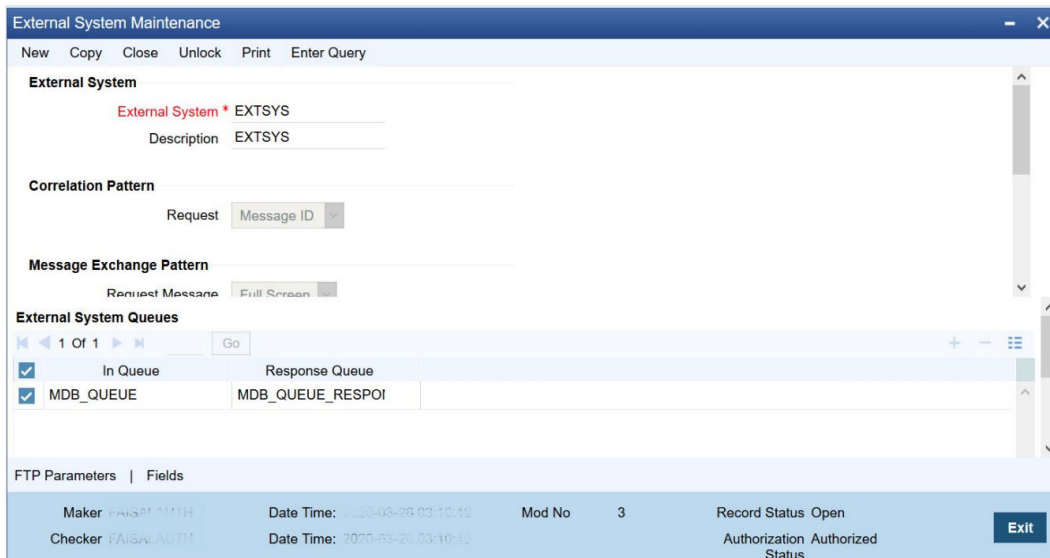 External System Maintenance
New Copy Close Unlock Print Enter Query
External System
External System * EXTSYS
Description EXTSYS
Correlation Pattern
Request Message ID
Message Exchange Pattern
Request Message Full Screen
External System Queues
1 Of 1 Go
In Queue Response Queue
MDB_QUEUE MDB_QUEUE_RESPO
FTP Parameters | Fields
Maker Date Time: Mod No 3 Record Status Open
Checker Date Time: Authorization Authorized
Status
Exit